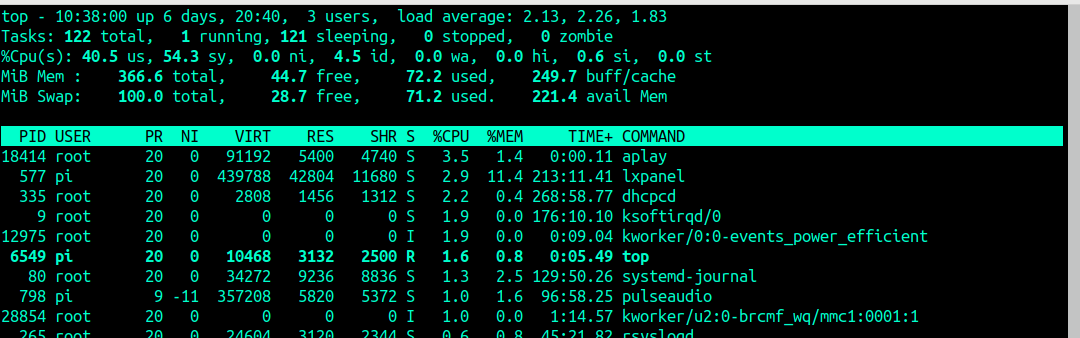 top - 10:38:00 up 6 days, 20:40,  3 users,  load average: 2.13, 2.26, 1.83
Tasks: 122 total,   1 running, 121 sleeping,   0 stopped,   0 zombie
%Cpu(s): 40.5 us, 54.3 sy,  0.0 ni,  4.5 id,  0.0 wa,  0.0 hi,  0.6 si,  0.0 st
MiB Mem :    366.6 total,     44.7 free,     72.2 used,    249.7 buff/cache
MiB Swap:    100.0 total,     28.7 free,     71.2 used.    221.4 avail Mem
  PID USER      PR  NI    VIRT    RES    SHR S  %CPU  %MEM     TIME+ COMMAND
18414 root      20   0   91192   5400   4740 S   3.5   1.4   0:00.11 aplay
  577 pi        20   0  439788  42804  11680 S   2.9  11.4 213:11.41 lxpanel
  335 root      20   0    2808   1456   1312 S   2.2   0.4 268:58.77 dhcpcd
    9 root      20   0       0      0      0 S   1.9   0.0 176:10.10 ksoftirqd/0
12975 root      20   0       0      0      0 I   1.9   0.0   0:09.04 kworker/0:0-events_power_efficient
 6549 pi        20   0   10468   3132   2500 R   1.6   0.8   0:05.49 top
   80 root      20   0   34272   9236   8836 S   1.3   2.5 129:50.26 systemd-journal
  798 pi         9 -11  357208   5820   5372 S   1.0   1.6  96:58.25 pulseaudio
28854 root      20   0       0      0      0 I   1.0   0.0   1:14.57 kworker/u2:0-brcmf_wq/mmc1:0001:1
  265 root      20   0   24604   3120   2344 S   0.6   0.8  45:21.82 rsyslogd